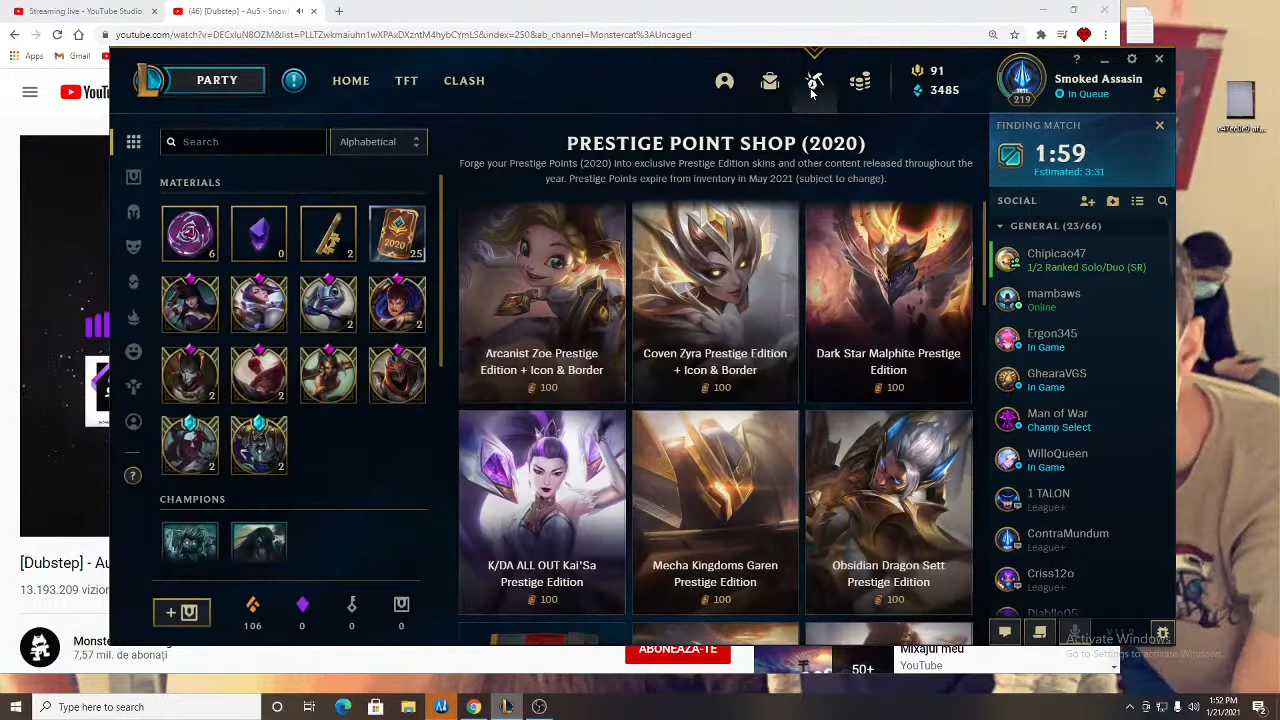 Streaming live - YouTube Studio
(46) [Dubstep] - Au5 - Snow
youtube.com/watch?v=DECxluN8OZM&list=PLLTZwkmaiuhn1w
LnS&index=250&ab_channel=Monstercat%3AUncaged
Apps
Gmail
PARTY
HOME
TFT
CLASH
91
3485
Smoked Assasin
219
In Queue
FINDING MATCH
1:59
Estimated: 3:31
Search
Alphabetical
MATERIALS
6
0
2
2020
25
2
2
2
2
2
2
CHAMPIONS
106
0
0
0
PRESTIGE POINT SHOP (2020)
Forge your Prestige Points (2020) into exclusive Prestige Edition skins and other content released throughout the
year. Prestige Points expire from inventory in May 2021 (subject to change).
Arcanist Zoe Prestige
Edition + Icon & Border
100
Coven Zyra Prestige Edition
+ Icon & Border
100
Dark Star Malphite Prestige
Edition
100
K/DA ALL OUT Kai'Sa
Prestige Edition
100
Mecha Kingdoms Garen
Prestige Edition
100
Obsidian Dragon Sett
Prestige Edition
100
SOCIAL
GENERAL (23/66)
Chipicao47
1/2 Ranked Solo/Duo (SR)
mambaws
Online
Ergon345
In Game
GhearaVGS
In Game
Man of War
Champ Select
WilloQueen
In Game
1 TALON
League+
ContraMundum
League+
Criss12o
League+
Diablo05
Activate Windows
Go to Settings to activate Windows.
[Dubstep] - Au
13.193.209 vizion
Monste
7,57 mil. de abonați
ABONEAZĂ-TE
50+
Mixajul meu
YouTube
Type here to search
1:52 PM
1/21/2021
2